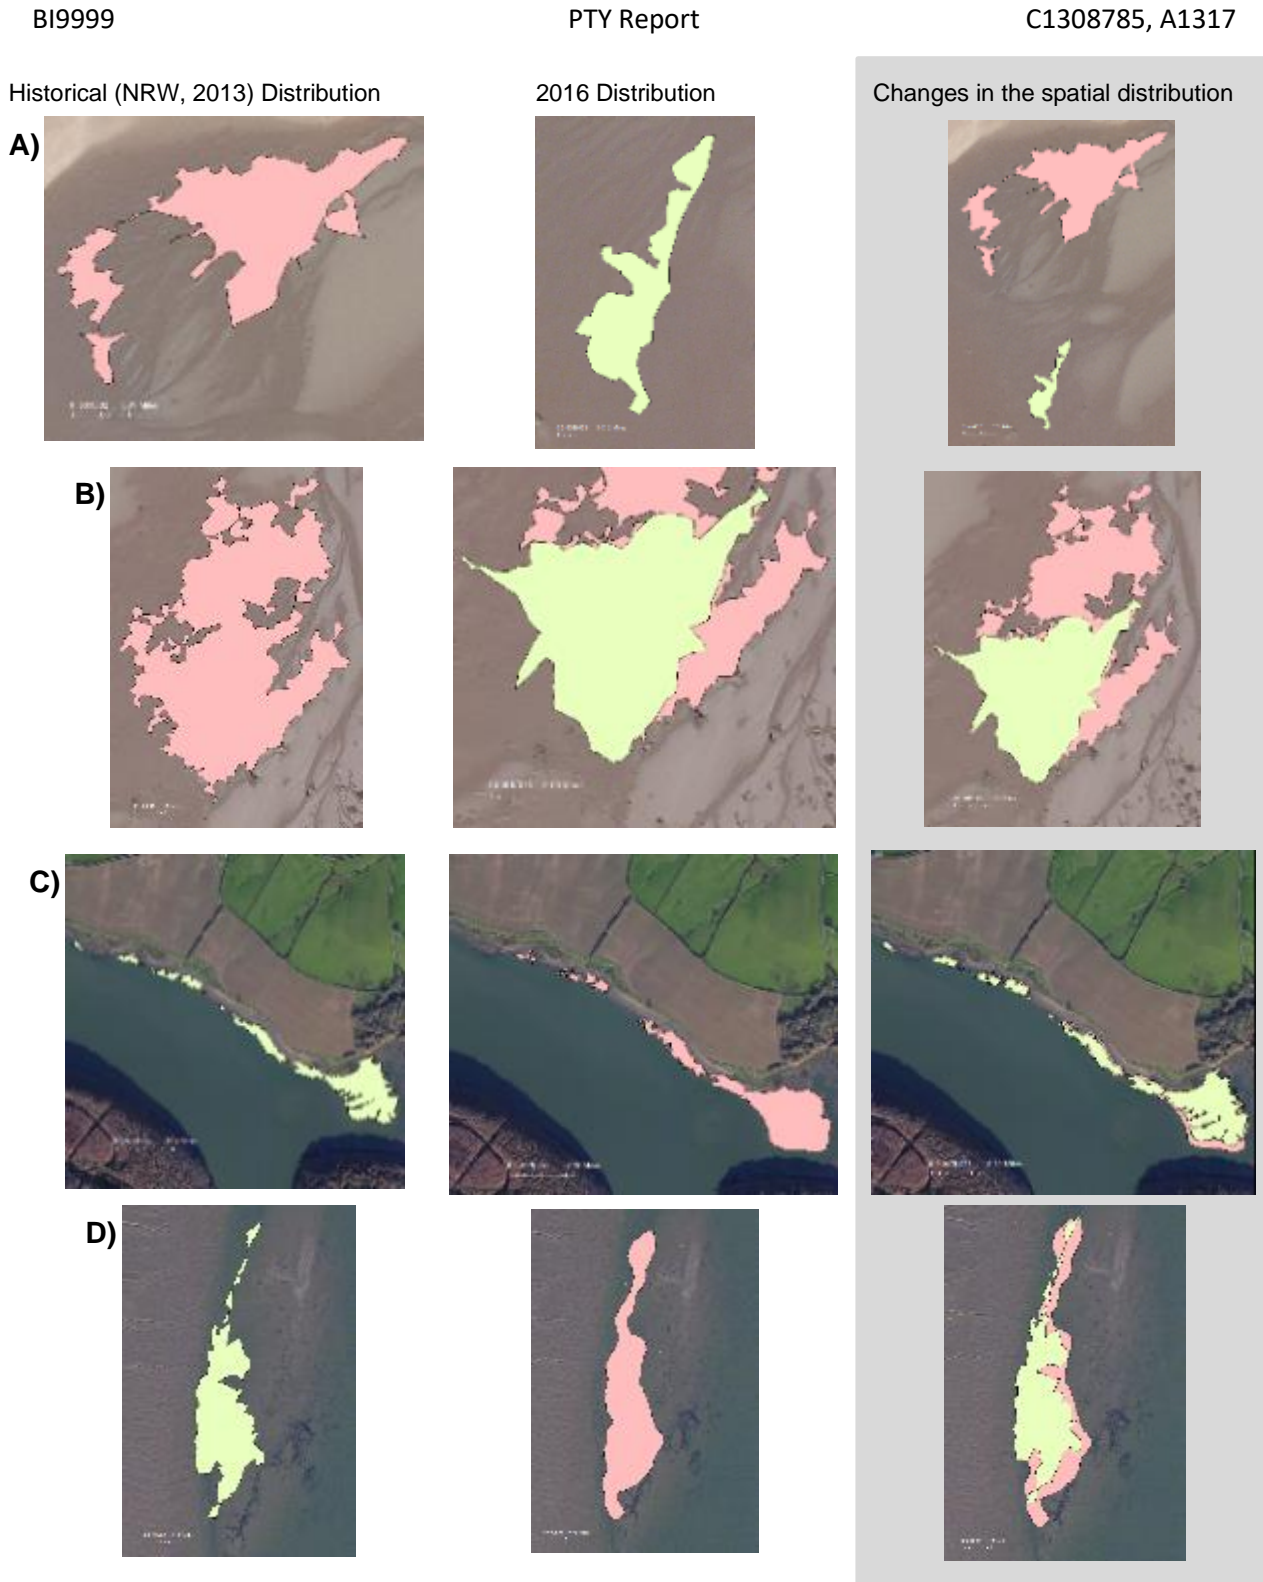 BI9999 PTY Report C1308785, A1317
Historical (NRW, 2013) Distribution 2016 Distribution Changes in the spatial distribution
A)
B)
C)
D)